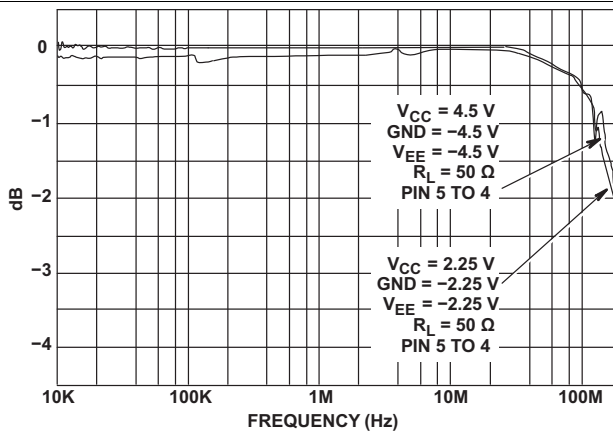 0
−1
−2
−3
−4
dB
V_CC = 4.5 V
GND = −4.5 V
V_EE = −4.5 V
R_L = 50 Ω
PIN 5 TO 4
V_CC = 2.25 V
GND = −2.25 V
V_EE = −2.25 V
R_L = 50 Ω
PIN 5 TO 4
10K 100K 1M 10M 100M
FREQUENCY (Hz)